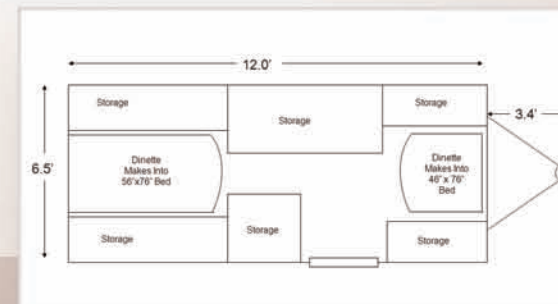 12.0'
Storage
Storage
Storage
3.4'
6.5'
Dinette
Makes Into
56"x76" Bed
Dinette
Makes Into
46" x 76"
Bed
Storage
Storage
Storage